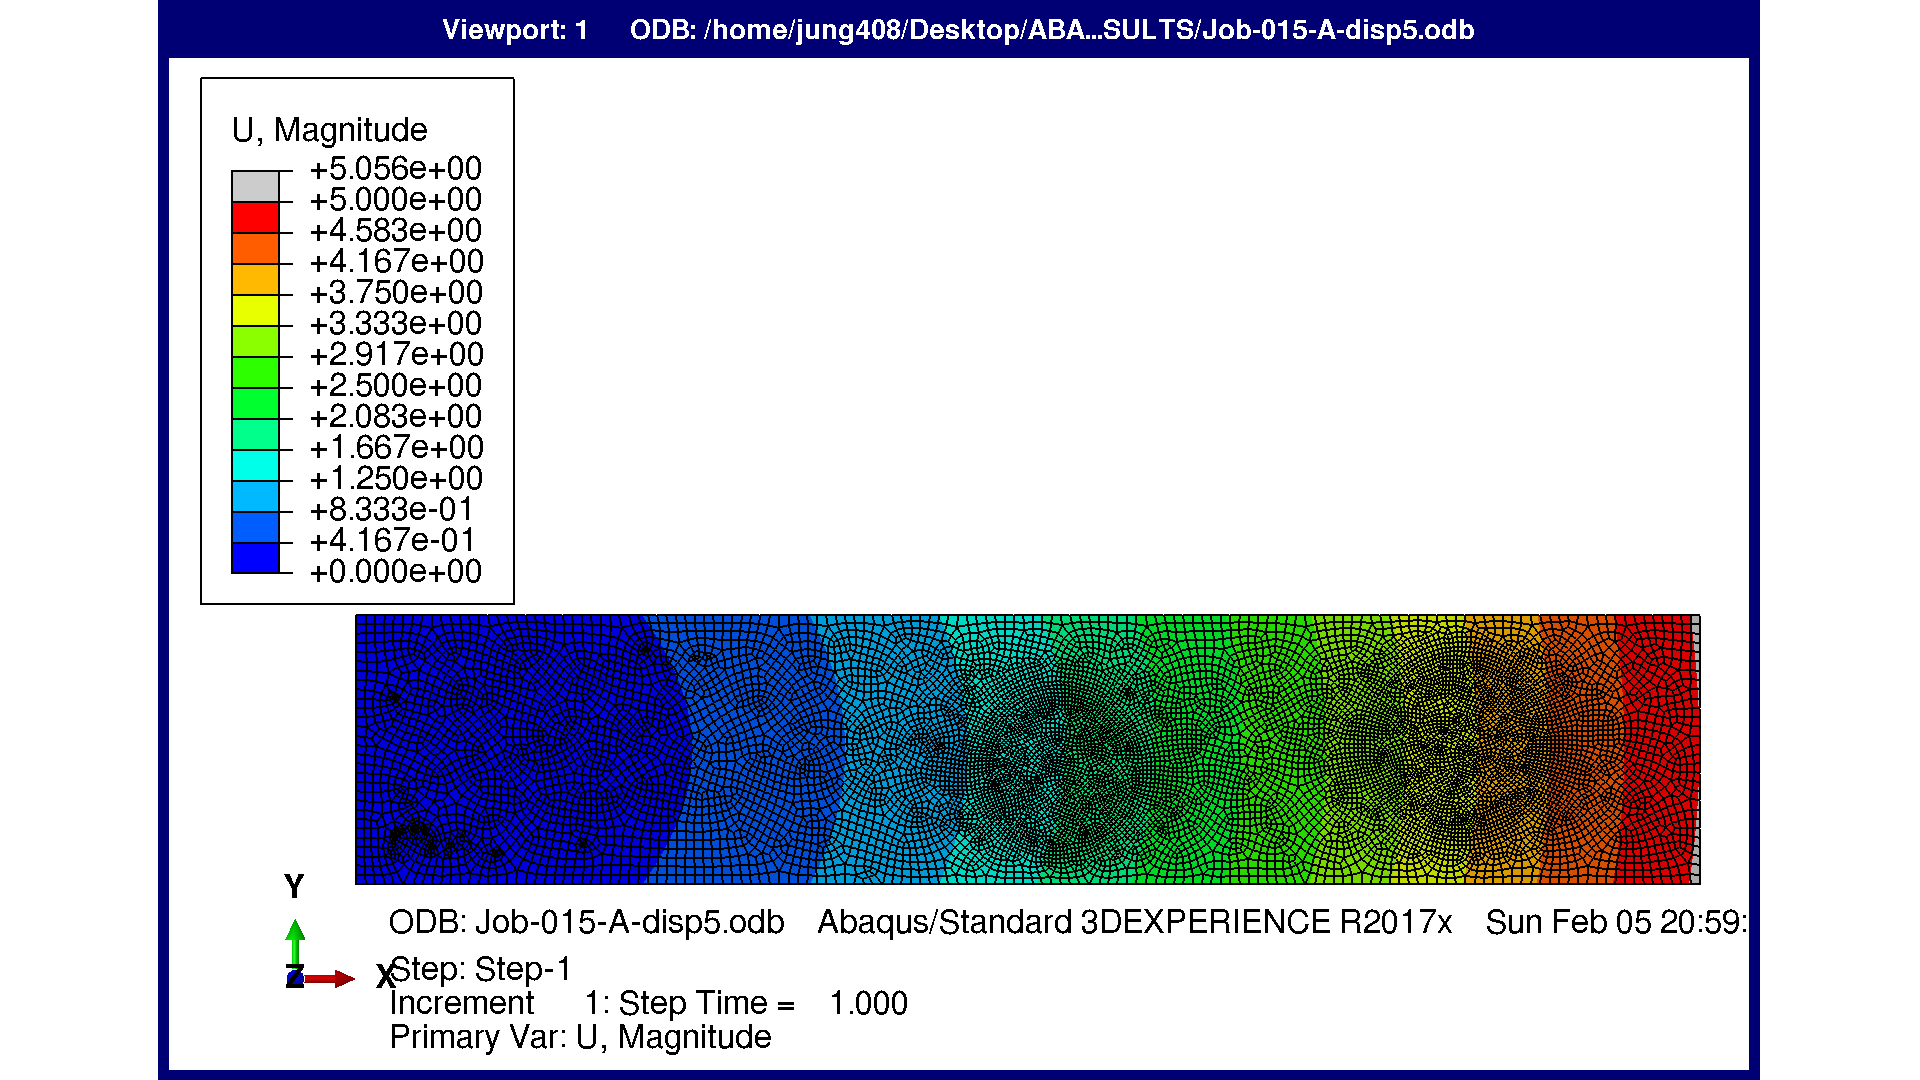 Viewport: 1 ODB: /home/jung408/Desktop/ABA...SULTS/Job-015-A-disp5.odb
U, Magnitude
+5.056e+00
+5.000e+00
+4.583e+00
+4.167e+00
+3.750e+00
+3.333e+00
+2.917e+00
+2.500e+00
+2.083e+00
+1.667e+00
+1.250e+00
+8.333e-01
+4.167e-01
+0.000e+00
Y
Z
X
ODB: Job-015-A-disp5.odb Abaqus/Standard 3DEXPERIENCE R2017x Sun Feb 05 20:59:
Step: Step-1
Increment 1: Step Time = 1.000
Primary Var: U, Magnitude